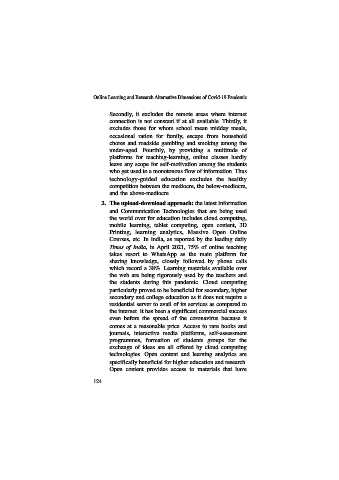 Online Learning and Research Alternative Dimensions of Covid-19 Pandemic
Secondly, it excludes the remote areas where internet
connection is not constant if at all available. Thirdly, it
excludes those for whom school mean midday meals,
occasional ration for family, escape from household
chores and roadside gambling and smoking among the
under-aged. Fourthly, by providing a multitude of
platforms for teaching-learning, online classes hardly
leave any scope for self-motivation among the students
who get used to a monotonous flow of information. Thus
technology-guided education excludes the healthy
competition between the mediocre, the below-mediocre,
and the above-mediocre.
2. The upload-download approach: the latest Information
and Communication Technologies that are being used
the world over for education includes cloud computing,
mobile learning, tablet computing, open content, 3D
Printing, learning analytics, Massive Open Online
Courses, etc. In India, as reported by the leading daily
Times of India, in April 2021, 75% of online teaching
takes resort to WhatsApp as the main platform for
sharing knowledge, closely followed by phone calls
which record a 38%. Learning materials available over
the web are being rigorously used by the teachers and
the students during this pandemic. Cloud computing
particularly proved to be beneficial for secondary, higher
secondary and college education as it does not require a
residential server to avail of its services as compared to
the internet. It has been a significant commercial success
even before the spread of the coronavirus because it
comes at a reasonable price. Access to rare books and
journals, interactive media platforms, self-assessment
programmes, formation of students groups for the
exchange of ideas are all offered by cloud computing
technologies. Open content and learning analytics are
specifically beneficial for higher education and research.
Open content provides access to materials that have
124